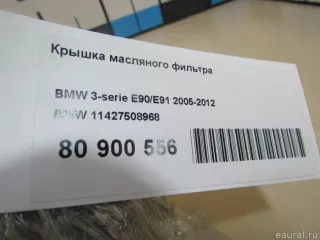 Крышка масляного фильтра
BMW 3-serie E90/E91 2005-2012
BMW 11427508968
80 900 556
eaural.ru